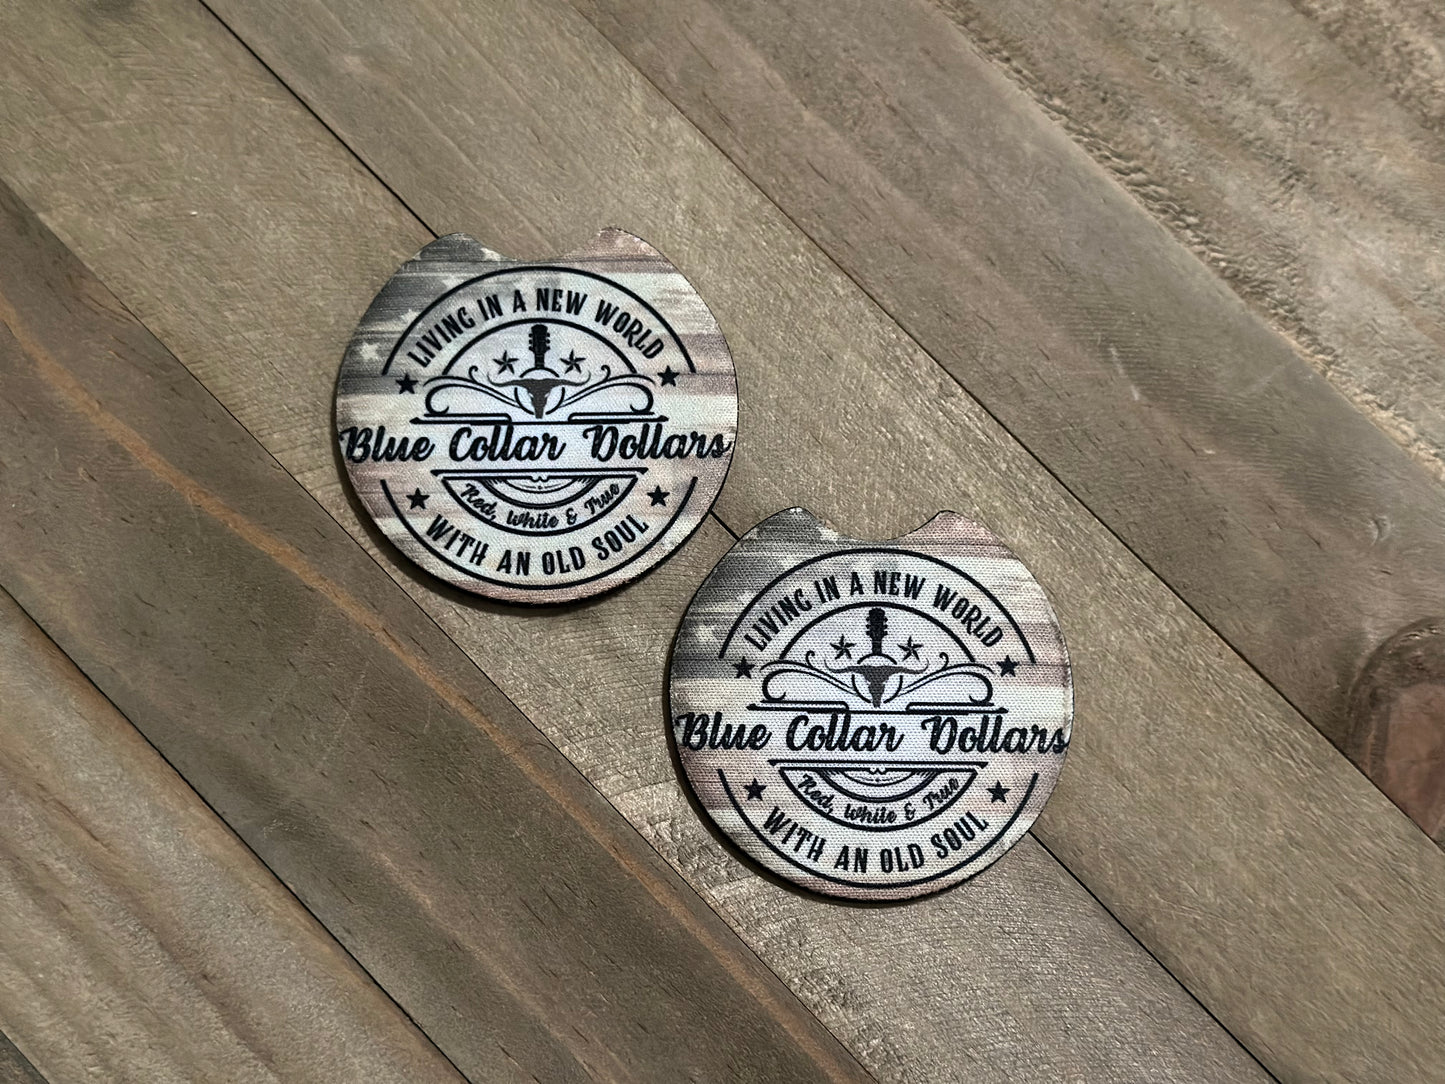 LIVING IN A NEW WORLD
Blue Collar Dollars
Red, White & True
WITH AN OLD SOUL
LIVING IN A NEW WORLD
Blue Collar Dollars
Red, White & True
WITH AN OLD SOUL